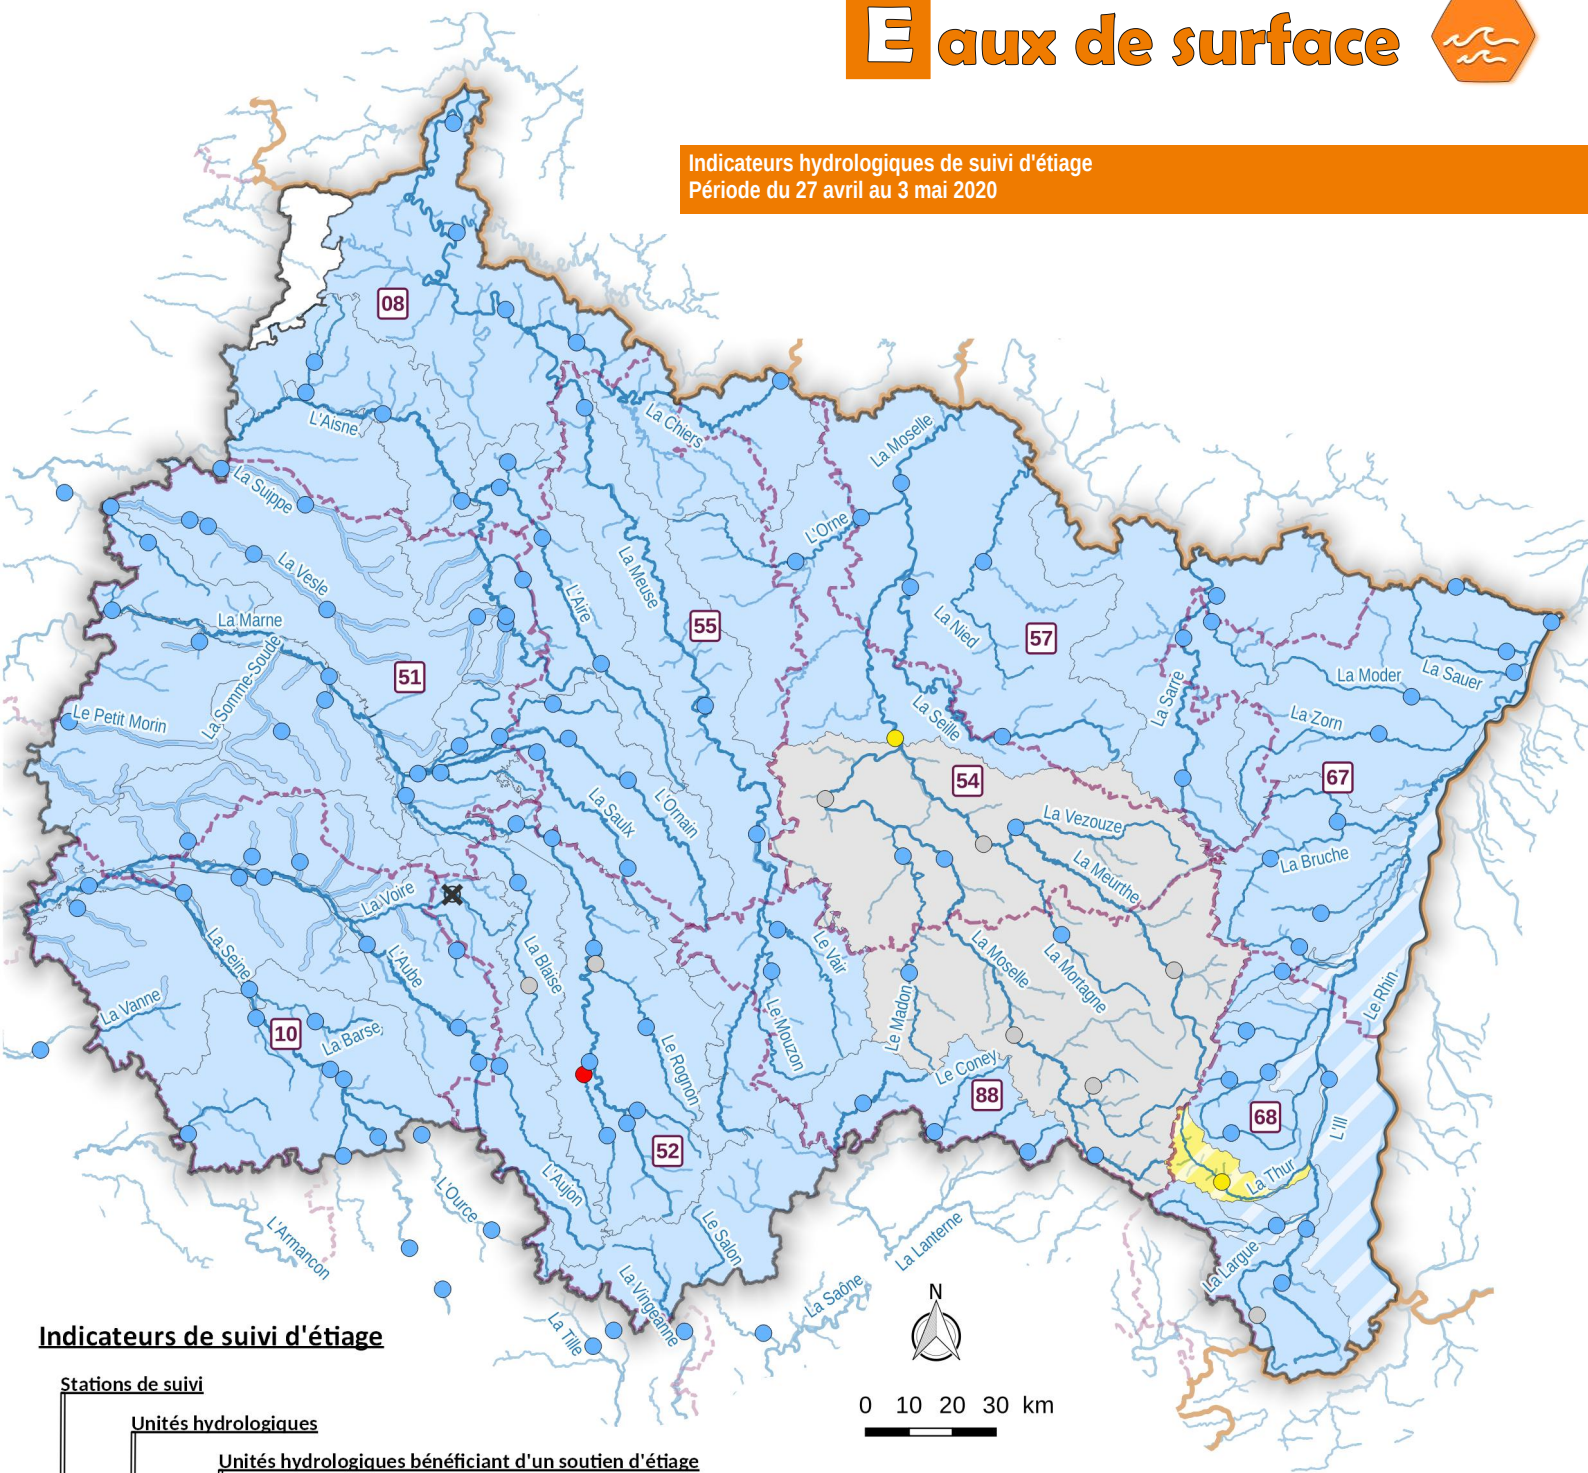 Eaux de surface
Indicateurs hydrologiques de suivi d'étiage
Période du 27 avril au 3 mai 2020
08
L'Aisne
La Chiers
La Moselle
La Suippe
L'Orne
La Vesle
La Meuse
L'Aire
La Marne
55
La Nied
57
La Somme-Soude
51
La Sarre
La Moder
La Sauer
Le Petit Morin
La Seille
La Zorn
54
67
La Saulx
L'Ornain
La Vezouze
La Meurthe
La Bruche
La Voire
La Seine
L'Aube
La Blaise
Le Vair
La Moselle
La Mortagne
La Vanne
10
La Barse
Le Mouzon
Le Madon
Le Rhin
Le Rognon
Le Coney
88
68
L'Ill
52
La Thur
L'Aujon
L'Ource
L'Armançon
Le Salon
La Lanterne
La Largue
La Vingeanne
La Saône
La Tille
N
Indicateurs de suivi d'étiage
Stations de suivi
0 10 20 30 km
Unités hydrologiques
Unités hydrologiques bénéficiant d'un soutien d'étiage